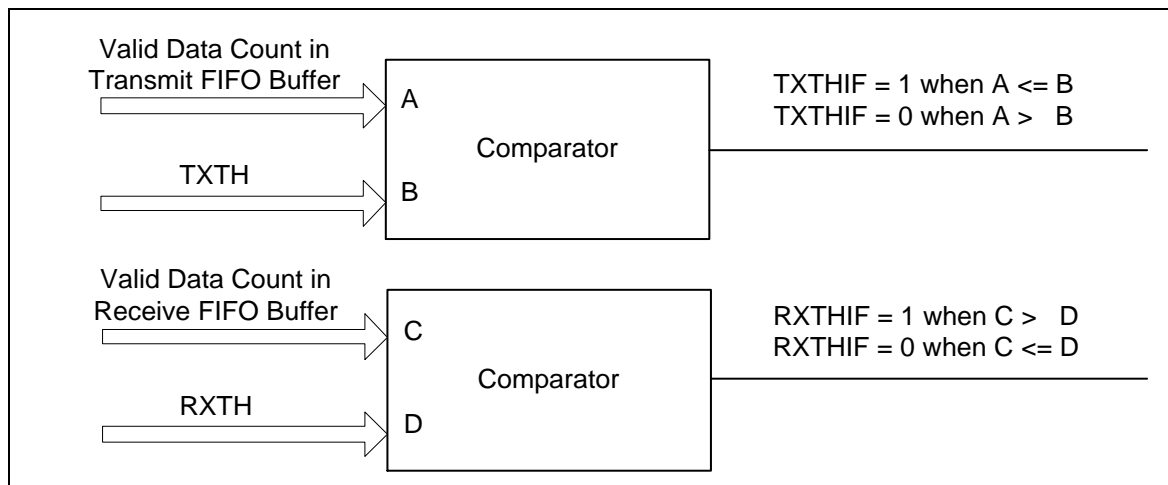 Valid Data Count in
Transmit FIFO Buffer
A
TXTH
B
Comparator
TXTHIF = 1 when A <= B
TXTHIF = 0 when A > B
Valid Data Count in
Receive FIFO Buffer
C
RXTH
D
Comparator
RXTHIF = 1 when C > D
RXTHIF = 0 when C <= D